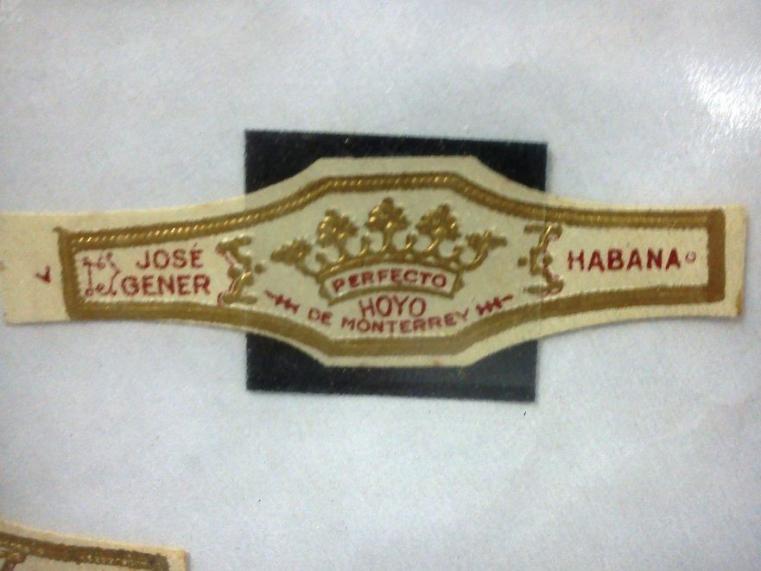 JOSÉ
GENER
PERFECTO
HOYO
DE MONTERREY
HABANA